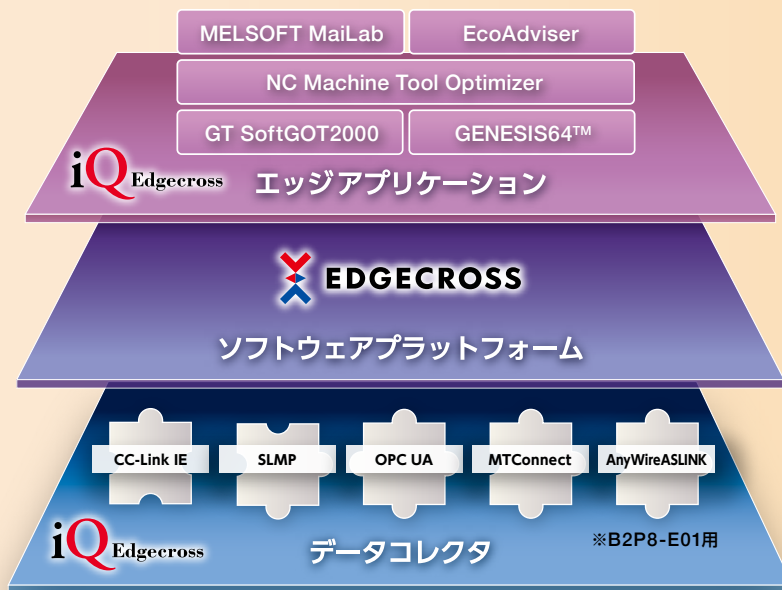 MELSOFT MaiLab EcoAdviser
NC Machine Tool Optimizer
GT SoftGOT2000 GENESIS64™
iQ Edgecross エッジアプリケーション
EDGECROSS
ソフトウェアプラットフォーム
CC-Link IE SLMP OPC UA MTConnect AnyWireASLINK
iQ Edgecross データコレクタ ※B2P8-E01用